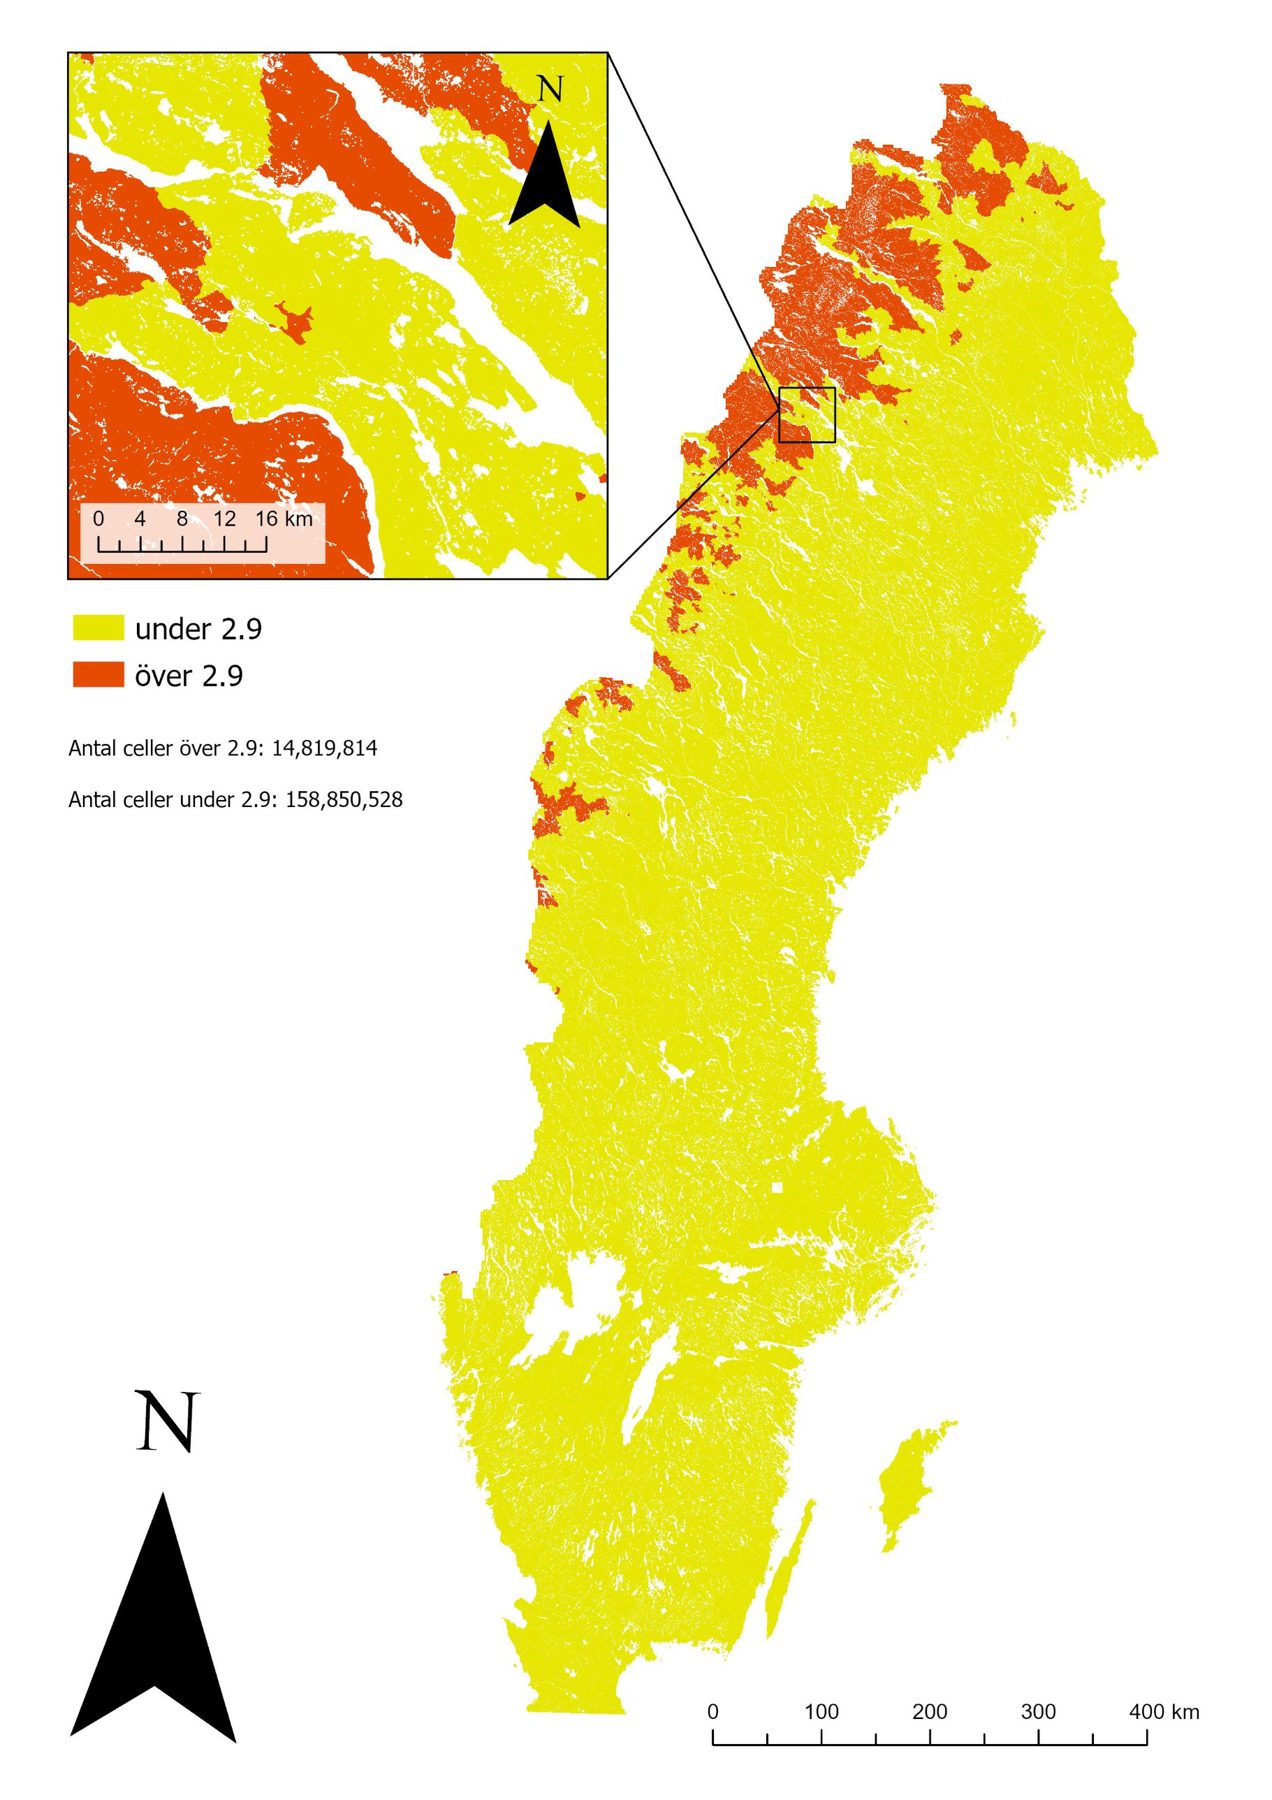 N
0 4 8 12 16 km
under 2.9
över 2.9
Antal celler över 2.9: 14,819,814
Antal celler under 2.9: 158,850,528
N
0 100 200 300 400 km